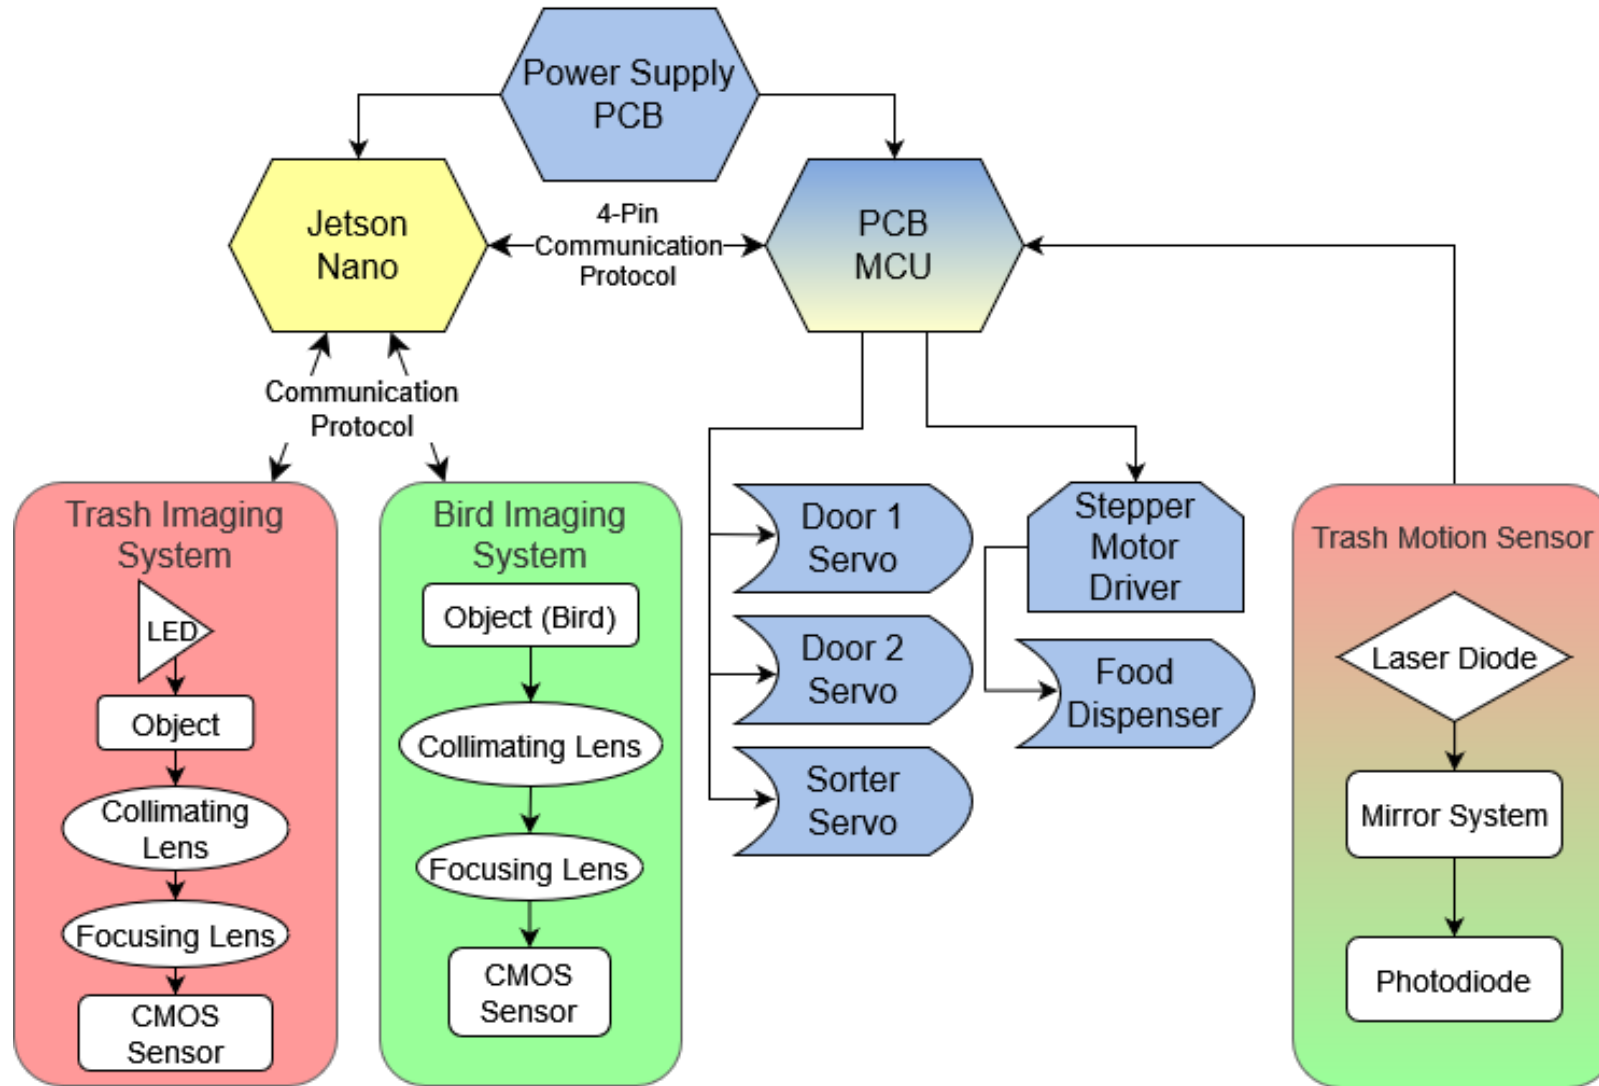 Power Supply
PCB
Jetson
Nano
4-Pin
Communication
Protocol
PCB
MCU
Communication
Protocol
Trash Imaging
System
LED
Object
Collimating
Lens
Focusing Lens
CMOS
Sensor
Bird Imaging
System
Object (Bird)
Collimating Lens
Focusing Lens
CMOS
Sensor
Door 1
Servo
Door 2
Servo
Sorter
Servo
Stepper
Motor
Driver
Food
Dispenser
Trash Motion Sensor
Laser Diode
Mirror System
Photodiode